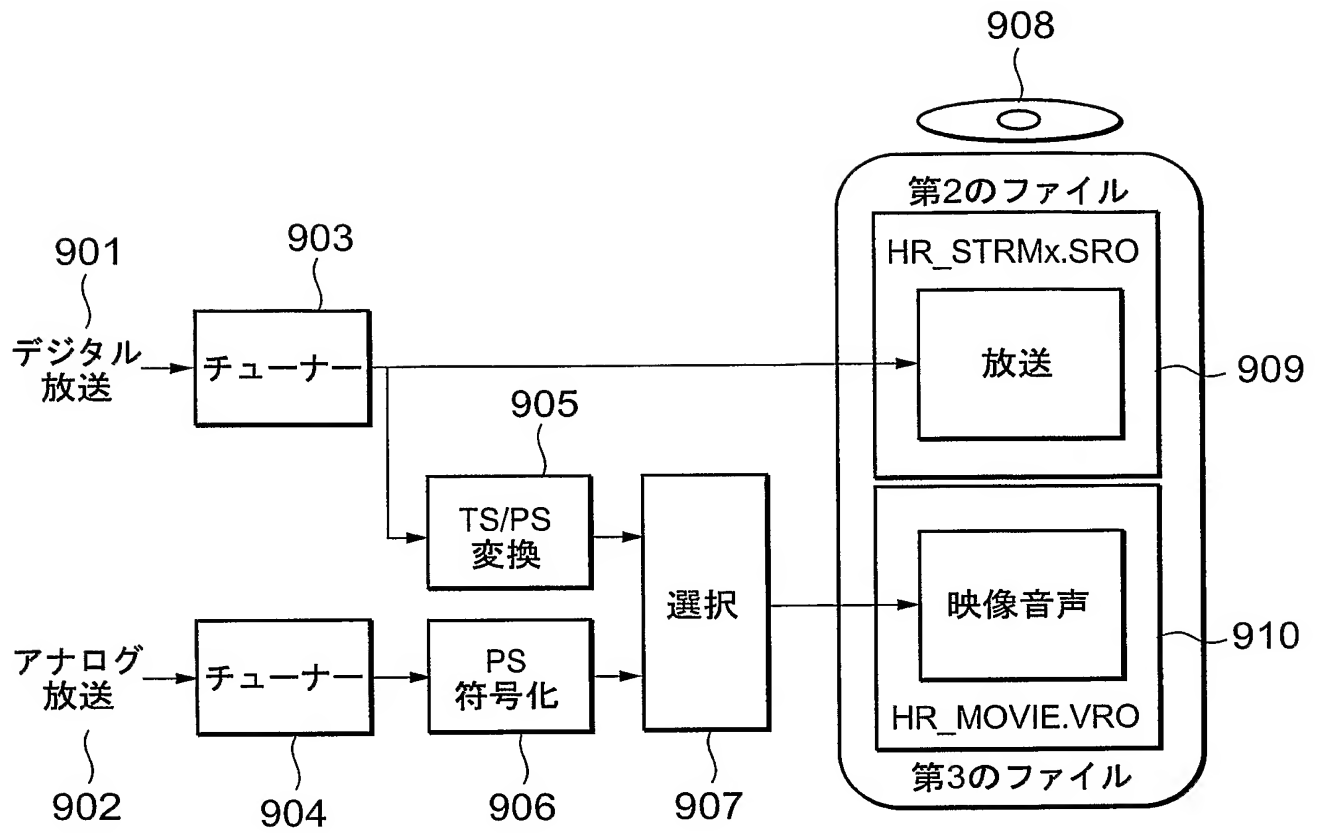 908
第2のファイル
HR_STRMx.SRO
放送
909
901
デジタル
放送
903
チューナー
905
TS/PS
変換
選択
映像音声
910
HR_MOVIE.VRO
第3のファイル
アナログ
放送
チューナー
PS
符号化
902
904
906
907